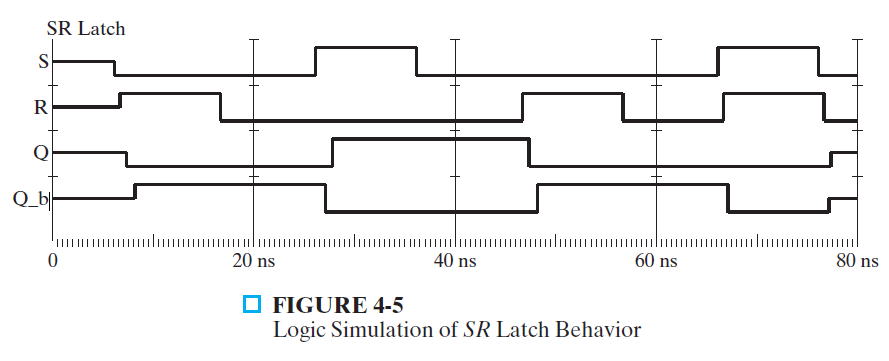 SR Latch
S
R
Q
Q_b
0 20 ns 40 ns 60 ns 80 ns
FIGURE 4-5
Logic Simulation of SR Latch Behavior